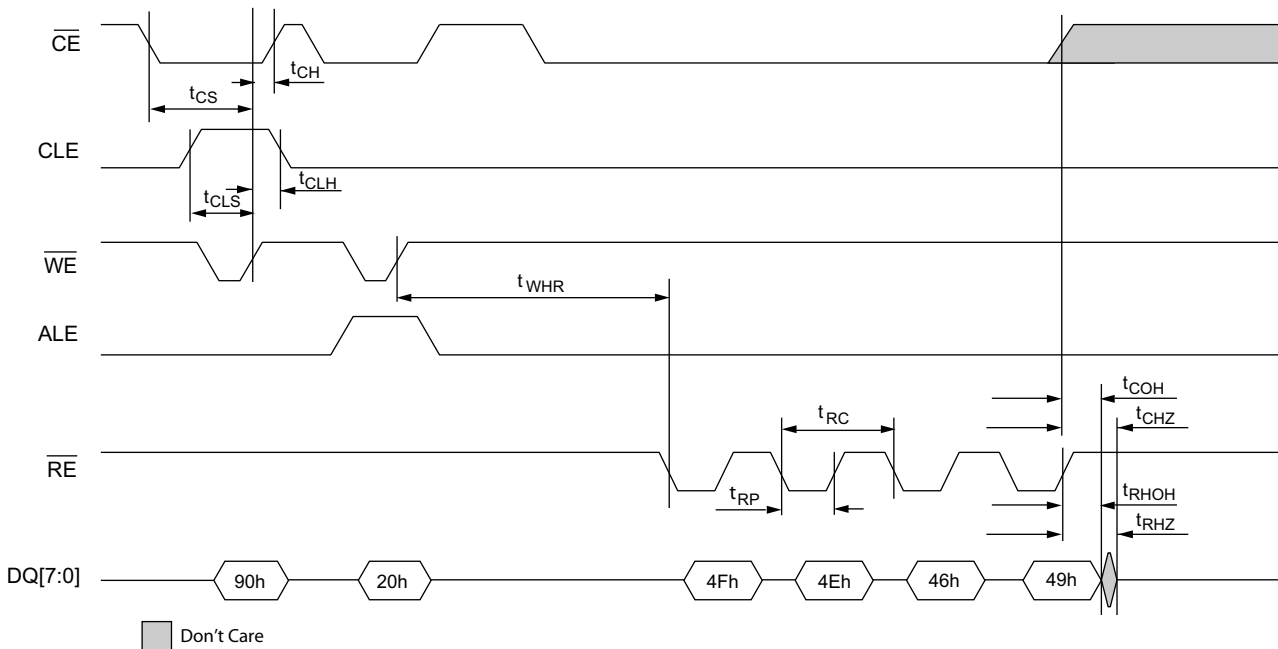 CE
tCH
tCS
CLE
tCLH
tCLS
WE
tWHR
ALE
tCOH
tRC
tCHZ
RE
tRP
tRHOH
tRHZ
DQ[7:0]
90h
20h
4Fh
4Eh
46h
49h
Don't Care